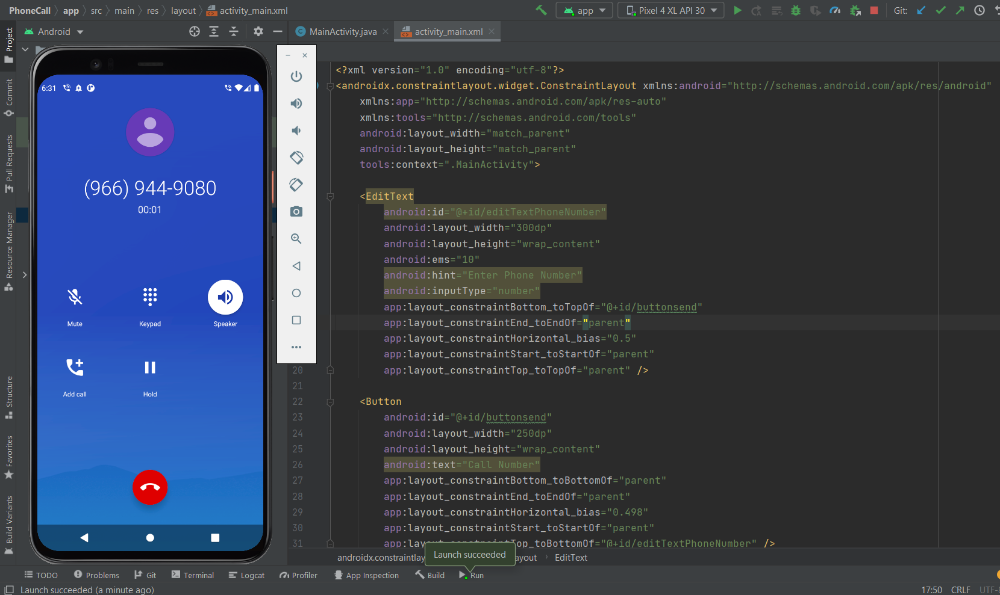 PhoneCall app src main res layout activity_main.xml
app Pixel 4 XL API 30 Git:
Android
MainActivity.java activity_main.xml
Project
Commit
Pull Requests
Resource Manager
Structure
Favorites
Build Variants
6:31
(966) 944-9080
00:01
Mute Keypad Speaker
Add call Hold
<?xml version="1.0" encoding="utf-8"?>
<androidx.constraintlayout.widget.ConstraintLayout xmlns:android="http://schemas.android.com/apk/res/android"
xmlns:app="http://schemas.android.com/apk/res-auto"
xmlns:tools="http://schemas.android.com/tools"
android:layout_width="match_parent"
android:layout_height="match_parent"
tools:context=".MainActivity">
<EditText
android:id="@+id/editTextPhoneNumber"
android:layout_width="300dp"
android:layout_height="wrap_content"
android:ems="10"
android:hint="Enter Phone Number"
android:inputType="number"
app:layout_constraintBottom_toTopOf="@+id/buttonsend"
app:layout_constraintEnd_toEndOf="parent"
app:layout_constraintHorizontal_bias="0.5"
app:layout_constraintStart_toStartOf="parent"
20 app:layout_constraintTop_toTopOf="parent" />
21
22 <Button
23 android:id="@+id/buttonsend"
24 android:layout_width="250dp"
25 android:layout_height="wrap_content"
26 android:text="Call Number"
27 app:layout_constraintBottom_toBottomOf="parent"
28 app:layout_constraintEnd_toEndOf="parent"
29 app:layout_constraintHorizontal_bias="0.498"
30 app:layout_constraintStart_toStartOf="parent"
31 app:layout_constraintTop_toBottomOf="@+id/editTextPhoneNumber" />
Launch succeeded
androidx.constraintlay ayout EditText
TODO Problems Git Terminal Logcat Profiler App Inspection Build Run
Launch succeeded (a minute ago) 17:50 CRLF UTF-8